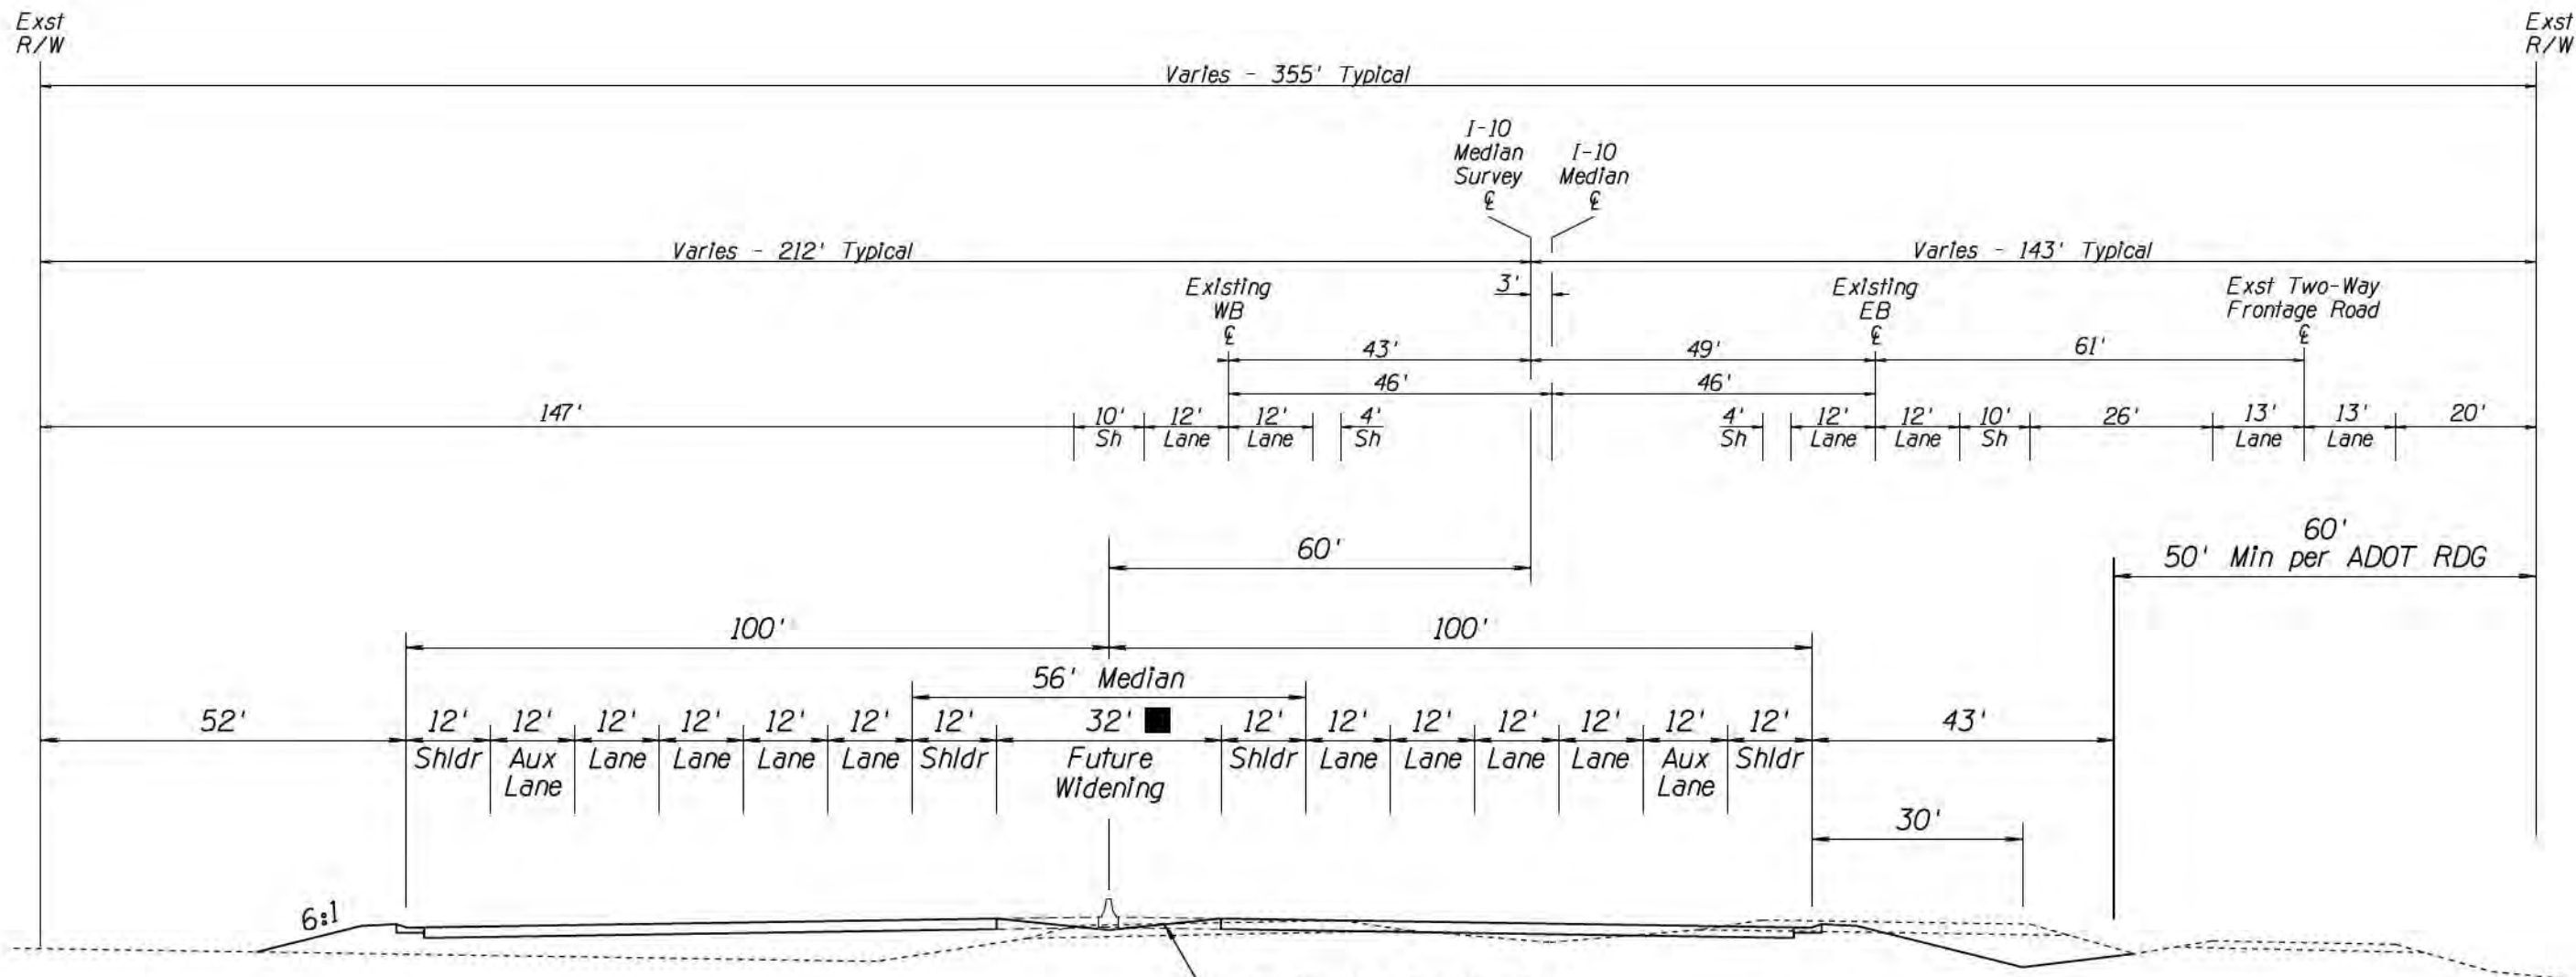 Exst
R/W
Exst
R/W
Varies - 355' Typical
I-10
Median
Survey
℄
I-10
Median
℄
Varies - 212' Typical
Varies - 143' Typical
3'
Existing
WB
℄
Existing
EB
℄
Exst Two-Way
Frontage Road
℄
43'
49'
61'
46'
46'
147'
10'
Sh
12'
Lane
12'
Lane
4'
Sh
4'
Sh
12'
Lane
12'
Lane
10'
Sh
26'
13'
Lane
13'
Lane
20'
60'
60'
50' Min per ADOT RDG
100'
100'
56' Median
52'
12'
Shldr
12'
Aux
Lane
12'
Lane
12'
Lane
12'
Lane
12'
Lane
12'
Shldr
32' ■
Future
Widening
12'
Shldr
12'
Lane
12'
Lane
12'
Lane
12'
Lane
12'
Aux
Lane
12'
Shldr
43'
30'
6:1